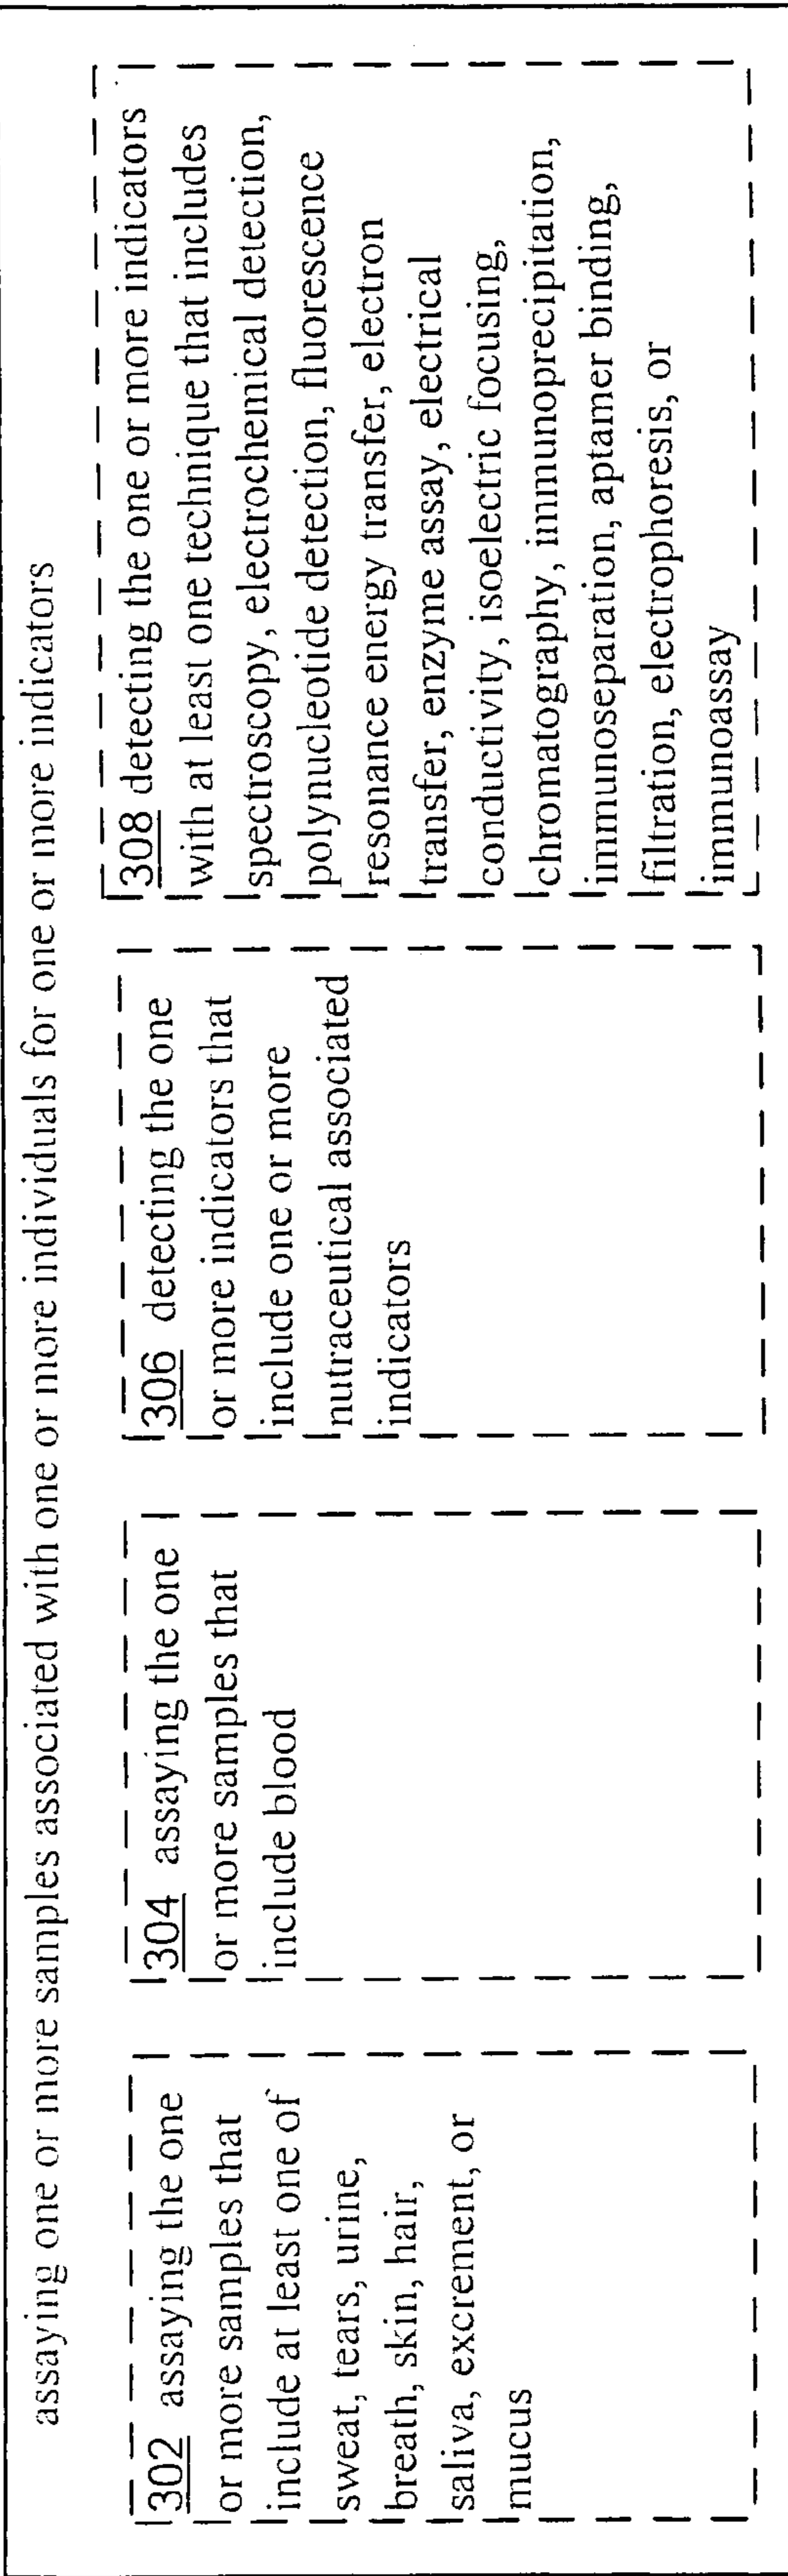 assaying one or more samples associated with one or more individuals for one or more indicators
302 assaying the one
or more samples that
include at least one of
sweat, tears, urine,
breath, skin, hair,
saliva, excrement, or
mucus
304 assaying the one
or more samples that
include blood
306 detecting the one
or more indicators that
include one or more
nutraceutical associated
indicators
308 detecting the one or more indicators
with at least one technique that includes
spectroscopy, electrochemical detection,
polynucleotide detection, fluorescence
resonance energy transfer, electron
transfer, enzyme assay, electrical
conductivity, isoelectric focusing,
chromatography, immunoprecipitation,
immunoseparation, aptamer binding,
filtration, electrophoresis, or
immunoassay